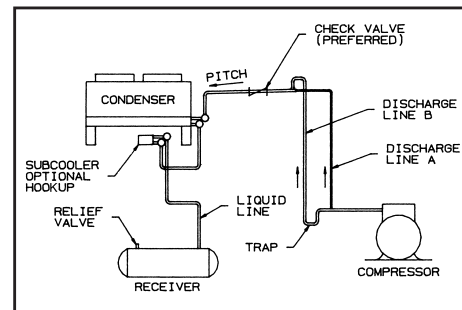 CHECK VALVE
(PREFERRED)
PITCH
CONDENSER
DISCHARGE
LINE B
SUBCOOLER
OPTIONAL
HOOKUP
DISCHARGE
LINE A
RELIEF
VALVE
LIQUID
LINE
TRAP
RECEIVER
COMPRESSOR